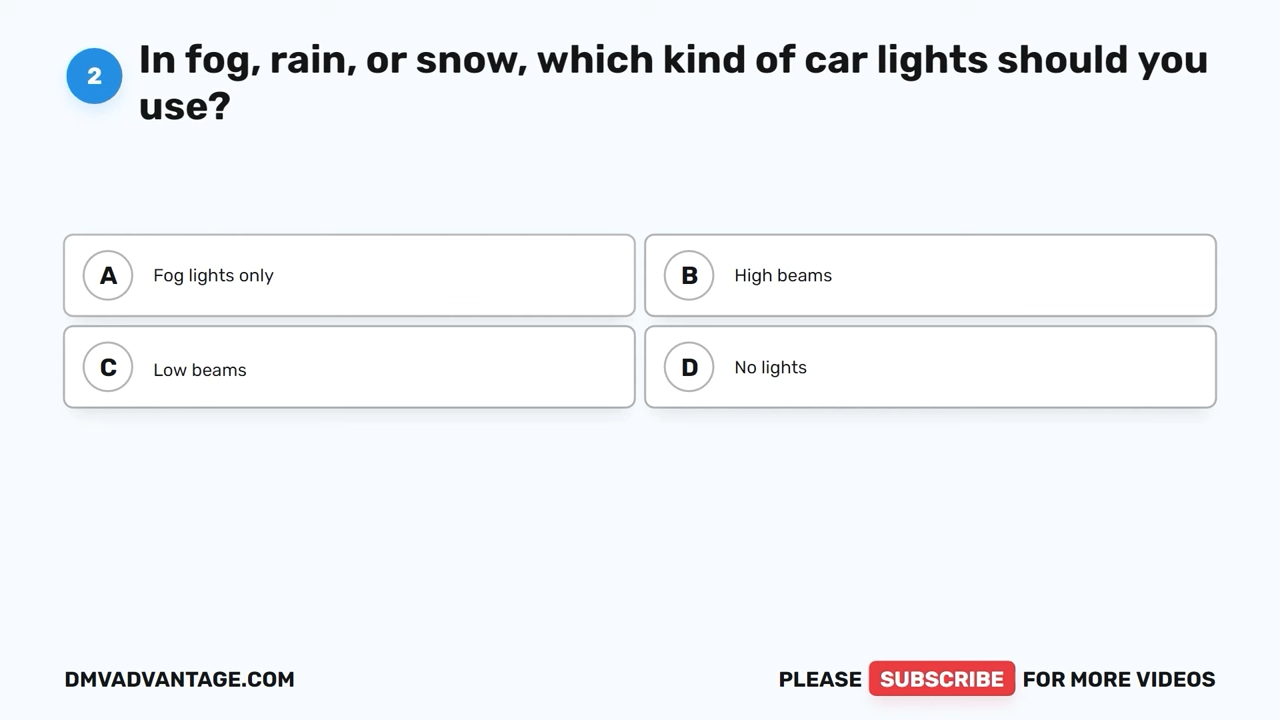 2
In fog, rain, or snow, which kind of car lights should you
use?
A Fog lights only
B High beams
C Low beams
D No lights
DMVADVANTAGE.COM
PLEASE SUBSCRIBE FOR MORE VIDEOS